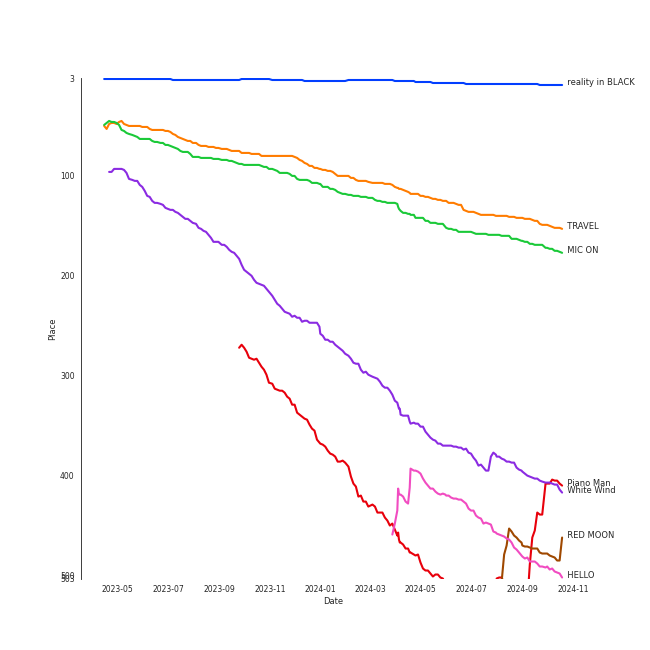 3
reality in BLACK
100
TRAVEL
MIC ON
200
Place
300
400
Piano Man
White Wind
RED MOON
500
HELLO
503
2023-05 2023-07 2023-09 2023-11 2024-01 2024-03 2024-05 2024-07 2024-09 2024-11
Date